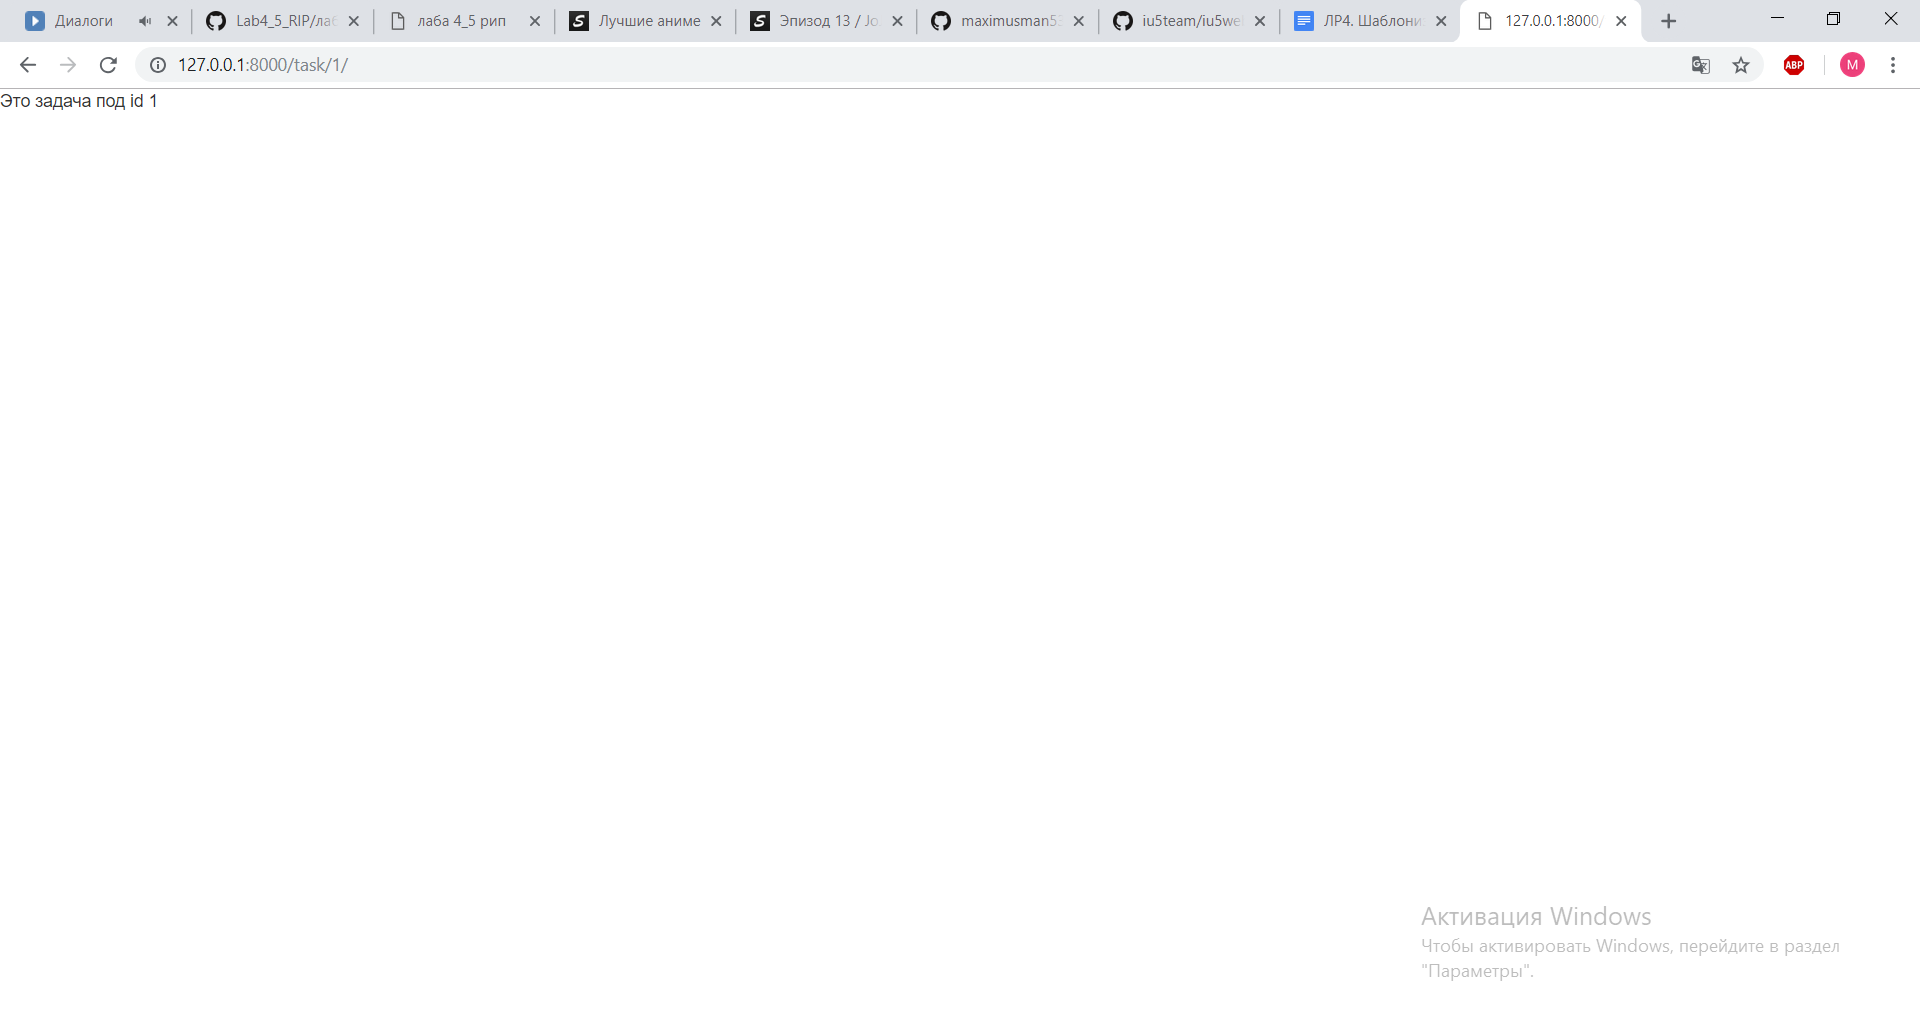 Диалоги
Lab4_5_RIP/ла
лаба 4_5 рип
Лучшие аниме
Эпизод 13 / Jo
maximusman5
iu5team/iu5we
ЛР4. Шаблони
127.0.0.1:8000/
127.0.0.1:8000/task/1/
ABP
M
Это задача под id 1
Активация Windows
Чтобы активировать Windows, перейдите в раздел
"Параметры".